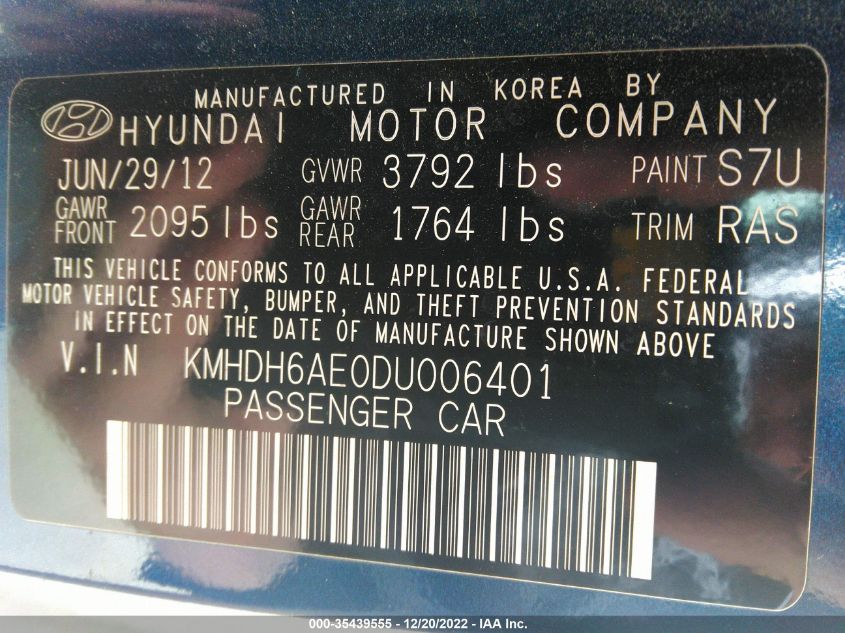 MANUFACTURED IN KOREA BY
HYUNDAI MOTOR COMPANY
JUN/29/12 GVWR 3792 lbs PAINT S7U
GAWR FRONT 2095 lbs GAWR REAR 1764 lbs TRIM RAS
THIS VEHICLE CONFORMS TO ALL APPLICABLE U.S.A. FEDERAL
MOTOR VEHICLE SAFETY, BUMPER, AND THEFT PREVENTION STANDARDS
IN EFFECT ON THE DATE OF MANUFACTURE SHOWN ABOVE
V.I.N KMHDH6AE0DU006401
PASSENGER CAR
000-35439555 - 12/20/2022 - IAA Inc.